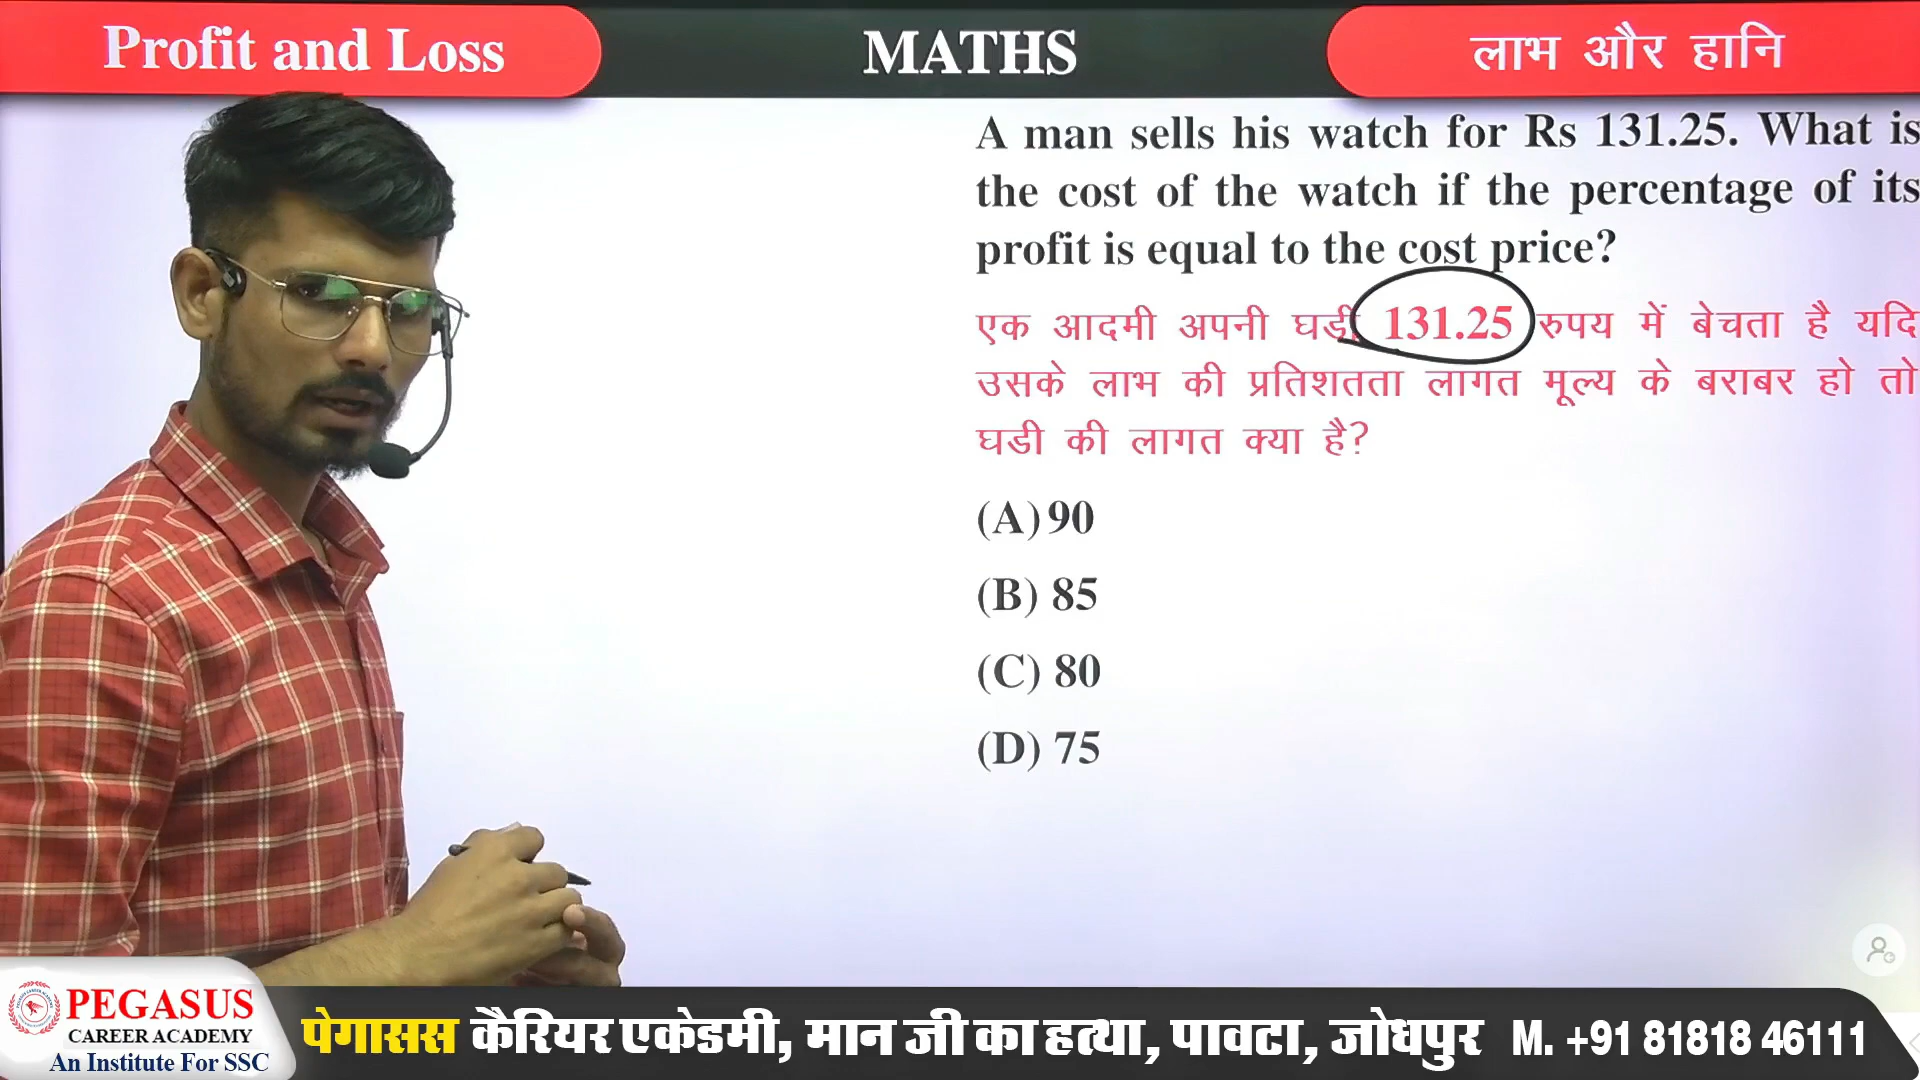 Profit and Loss
MATHS
लाभ और हानि
A man sells his watch for Rs 131.25. What is
the cost of the watch if the percentage of its
profit is equal to the cost price?
एक आदमी अपनी घडी 131.25 रुपय में बेचता है यदि
उसके लाभ की प्रतिशतता लागत मूल्य के बराबर हो तो
घडी की लागत क्या है?
(A) 90
(B) 85
(C) 80
(D) 75
PEGASUS
CAREER ACADEMY
An Institute For SSC
पेगासस कैरियर एकेडमी, मान जी का हत्था, पावटा, जोधपुर M. +91 81818 46111